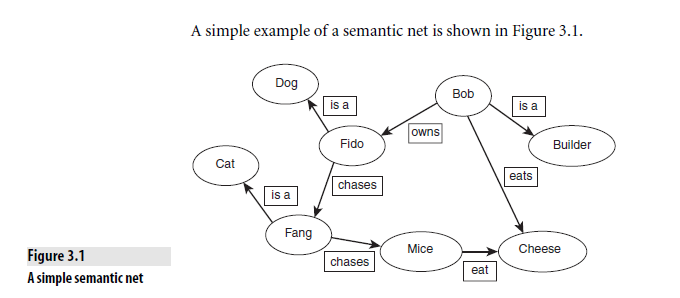 A simple example of a semantic net is shown in Figure 3.1.
Dog
Bob
is a
is a
owns
Fido
Builder
Cat
eats
chases
is a
Fang
Mice
Cheese
chases
eat
Figure 3.1
A simple semantic net